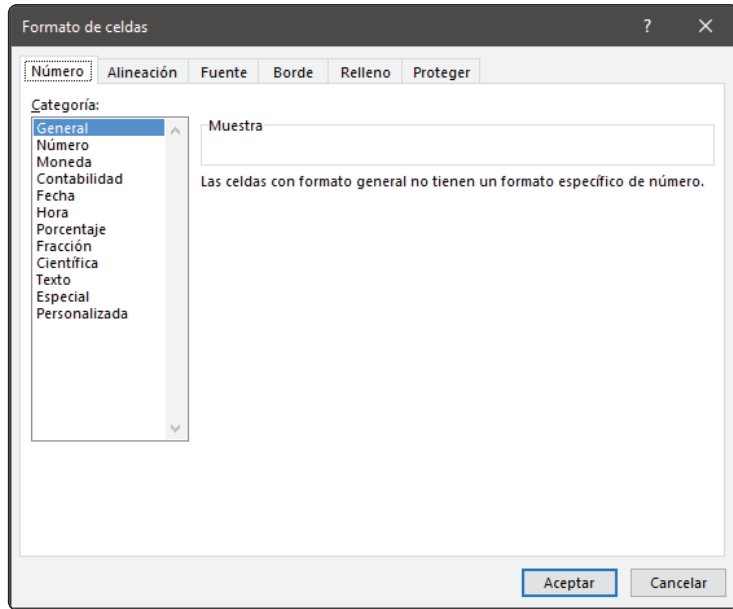 Formato de celdas
Número Alineación Fuente Borde Relleno Proteger
Categoría:
General
Número
Moneda
Contabilidad
Fecha
Hora
Porcentaje
Fracción
Científica
Texto
Especial
Personalizada
Muestra
Las celdas con formato general no tienen un formato específico de número.
Aceptar Cancelar